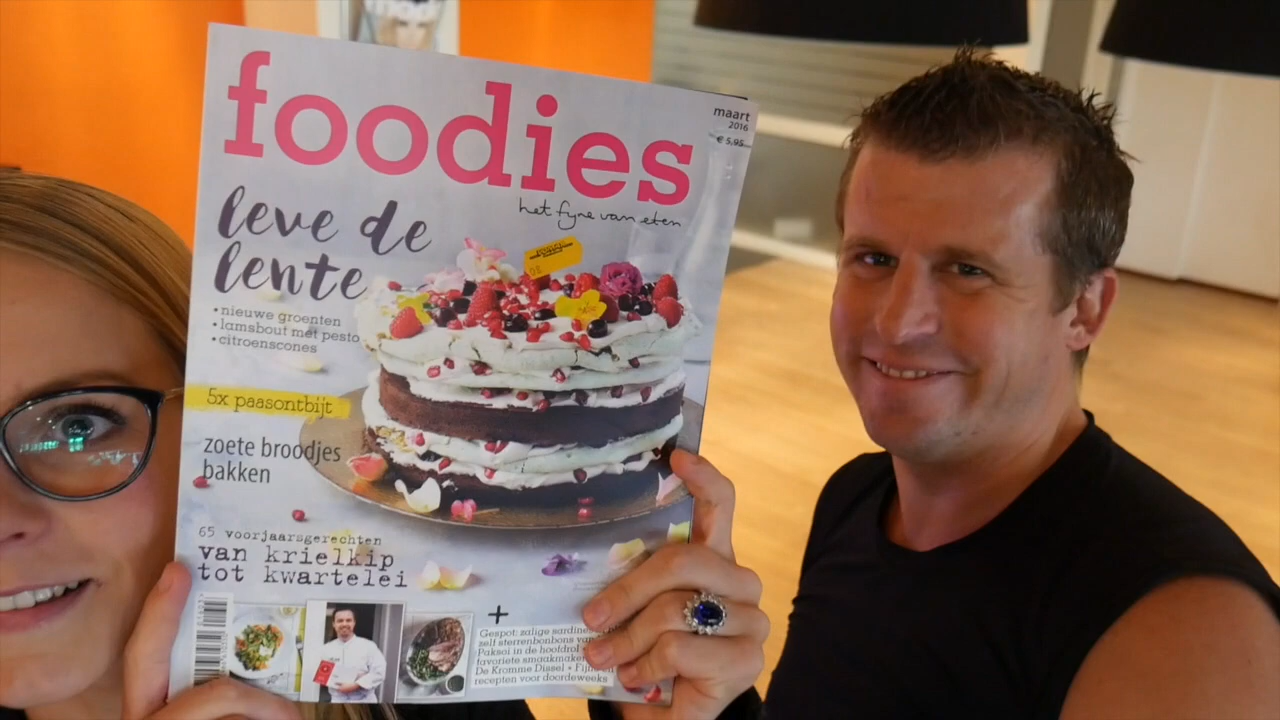 foodies
maart
2016
€ 5,95
het fijne van eten
leve de
lente
• nieuwe groenten
• lamsbout met pesto
• citroenscones
5x paasontbijt
zoete broodjes
bakken
65 voorjaarsgerechten
van krielkip
tot kwartelei
+
Gespot: zalige sardines
zelf sterrenbonbons van
Paksoi in de hoofdrol
favoriete smaakmaker
De Kromme Dissel + Fijne
recepten voor doordeweeks